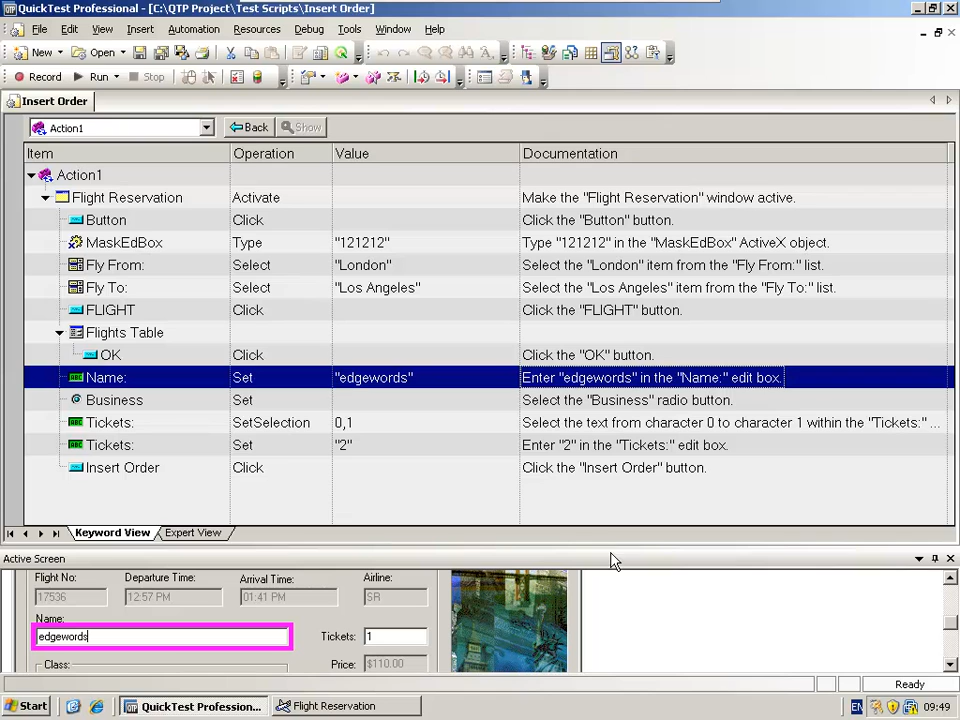 QuickTest Professional - [C:\QTP Project\Test Scripts\Insert Order]
File Edit View Insert Automation Resources Debug Tools Window Help
New Open
Record Run Stop
Insert Order
Action1 Back Show
Item Operation Value Documentation
Action1
Flight Reservation Activate Make the "Flight Reservation" window active.
Button Click Click the "Button" button.
MaskEdBox Type "121212" Type "121212" in the "MaskEdBox" ActiveX object.
Fly From: Select "London" Select the "London" item from the "Fly From:" list.
Fly To: Select "Los Angeles" Select the "Los Angeles" item from the "Fly To:" list.
FLIGHT Click Click the "FLIGHT" button.
Flights Table
OK Click Click the "OK" button.
Name: Set "edgewords" Enter "edgewords" in the "Name:" edit box.
Business Set Select the "Business" radio button.
Tickets: SetSelection 0,1 Select the text from character 0 to character 1 within the "Tickets:" ...
Tickets: Set "2" Enter "2" in the "Tickets:" edit box.
Insert Order Click Click the "Insert Order" button.
Keyword View Expert View
Active Screen
Flight No: Departure Time: Arrival Time: Airline:
17536 12:57 PM 01:41 PM SR
Name:
edgewords Tickets: 1
Class: Price: $110.00
Ready
Start QuickTest Profession... Flight Reservation EN 09:49